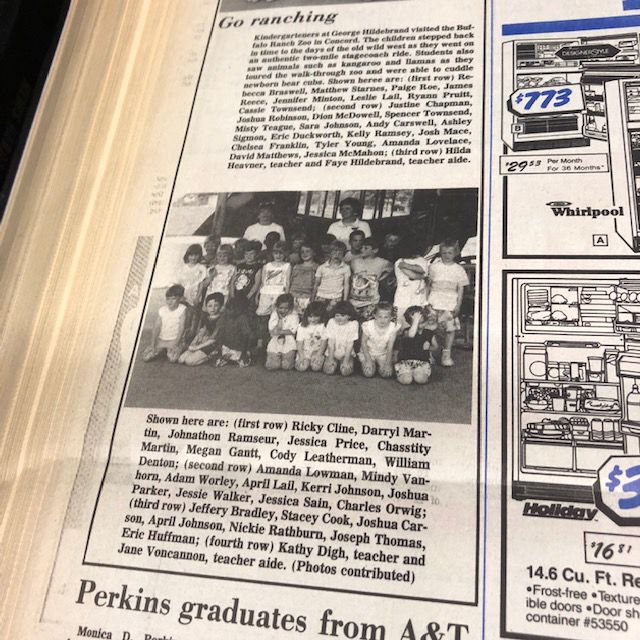 Go ranching
Kindergarteners at George Hildebrand visited the Buf-
falo Ranch Zoo in Concord. The children stepped back
in time to the days of the old wild west as they went on
an authentic two-mile stagecoach ride. Students also
saw animals such as kangaroo and llamas as they
toured the walk-through zoo and were able to cuddle
newborn bear cubs. Shown heree are: (first row) Re-
becca Braswell, Matthew Starnes, Paige Roe, James
Reece, Jennifer Minton, Leslie Lail, Ryann Pruitt,
Cassie Townsend; (second row) Justine Chapman,
Joshua Robinson, Dion McDowell, Spencer Townsend,
Misty Teague, Sara Johnson, Andy Carswell, Ashley
Sigmon, Eric Duckworth, Kelly Ramsey, Josh Mace,
Chelsea Franklin, Tyler Young, Amanda Lovelace,
David Matthews, Jessica McMahon; (third row) Hilda
Heavner, teacher and Faye Hildebrand, teacher aide.
Shown here are: (first row) Ricky Cline, Darryl Mar-
tin, Johnathon Ramseur, Jessica Price, Chasstity
Martin, Megan Gantt, Cody Leatherman, William
Denton; (second row) Amanda Lowman, Mindy Van-
horn, Adam Worley, April Lail, Kerri Johnson, Joshua
Parker, Jessie Walker, Jessica Sain, Charles Orwig;
(third row) Jeffery Bradley, Stacey Cook, Joshua Car-
son, April Johnson, Nickie Rathburn, Joseph Thomas,
Eric Huffman; (fourth row) Kathy Digh, teacher and
Jane Voncannon, teacher aide. (Photos contributed)
Perkins graduates from A&T
Monica D.
DESIGNER STYLE
$773
$29 53 Per Month
For 36 Months*
Whirlpool
A
$
Holiday
$16 81
14.6 Cu. Ft. Re
•Frost-free •Texture
ible doors •Door sh
container #53550